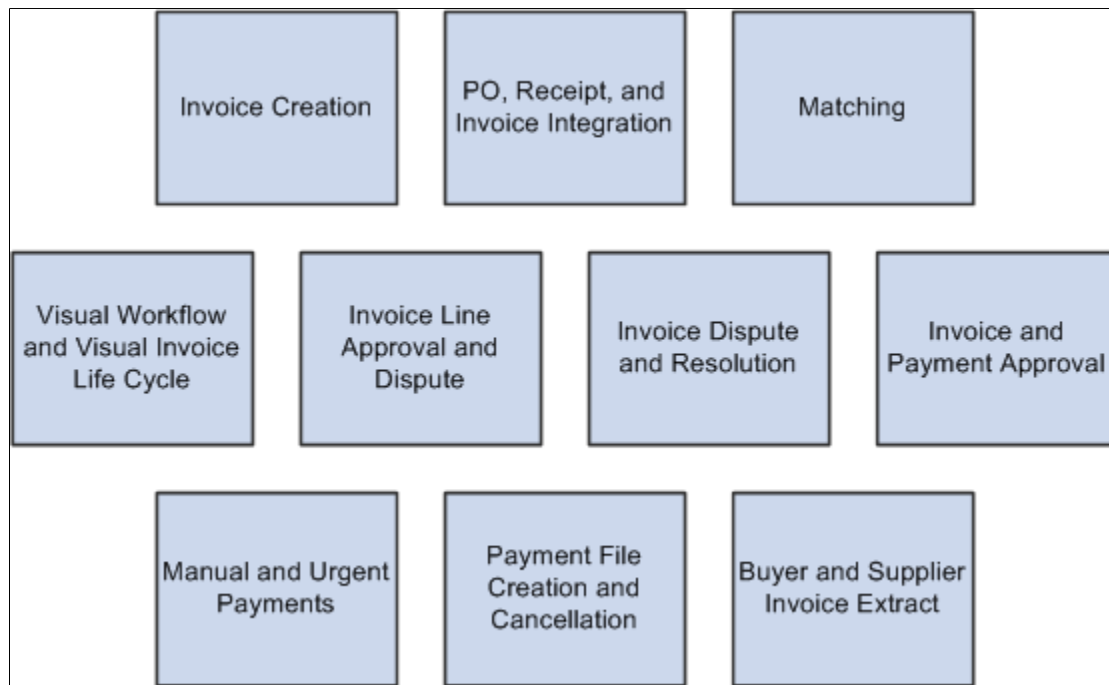 Invoice Creation
PO, Receipt, and
Invoice Integration
Matching
Visual Workflow
and Visual Invoice
Life Cycle
Invoice Line
Approval and
Dispute
Invoice Dispute
and Resolution
Invoice and
Payment Approval
Manual and Urgent
Payments
Payment File
Creation and
Cancellation
Buyer and Supplier
Invoice Extract